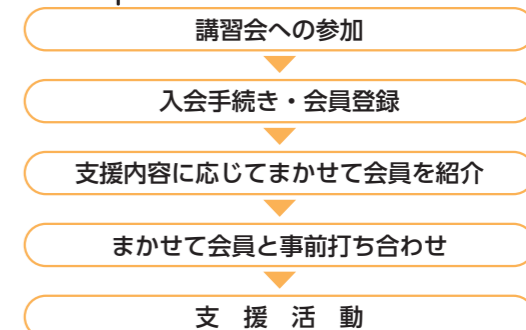 講習会への参加
入会手続き・会員登録
支援内容に応じてまかせて会員を紹介
まかせて会員と事前打ち合わせ
支 援 活 動